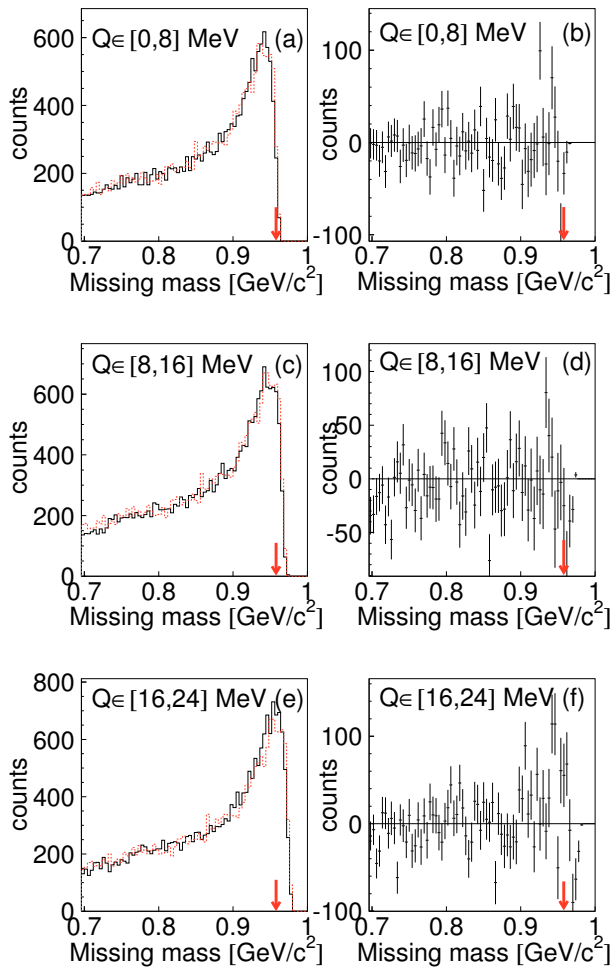 Q∈ [0,8] MeV (a)
600
400
200
0
counts
0.7 0.8 0.9 1
Missing mass [GeV/c²]
Q∈ [0,8] MeV (b)
100
0
-100
counts
0.7 0.8 0.9 1
Missing mass [GeV/c²]
Q∈ [8,16] MeV (c)
600
400
200
0
counts
0.7 0.8 0.9 1
Missing mass [GeV/c²]
Q∈ [8,16] MeV (d)
100
50
0
-50
counts
0.7 0.8 0.9 1
Missing mass [GeV/c²]
Q∈ [16,24] MeV (e)
800
600
400
200
0
counts
0.7 0.8 0.9 1
Missing mass [GeV/c²]
Q∈ [16,24] MeV (f)
100
0
-100
counts
0.7 0.8 0.9 1
Missing mass [GeV/c²]